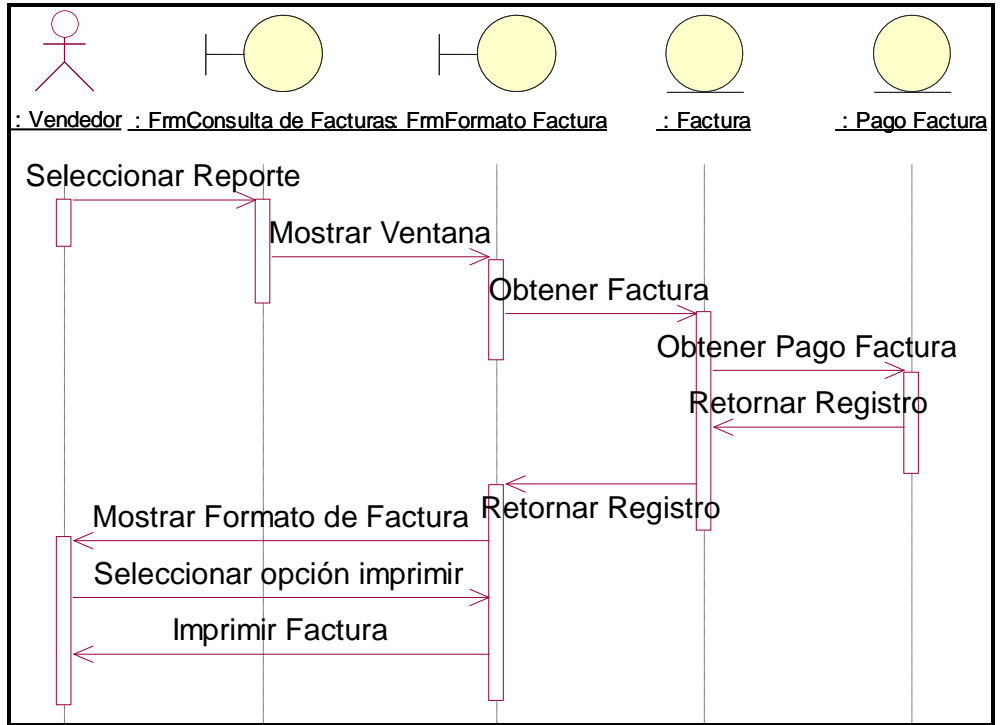 : Vendedor
: FrmConsulta de Facturas
: FrmFormato Factura
: Factura
: Pago Factura
Seleccionar Reporte
Mostrar Ventana
Obtener Factura
Obtener Pago Factura
Retornar Registro
Retornar Registro
Mostrar Formato de Factura
Seleccionar opción imprimir
Imprimir Factura